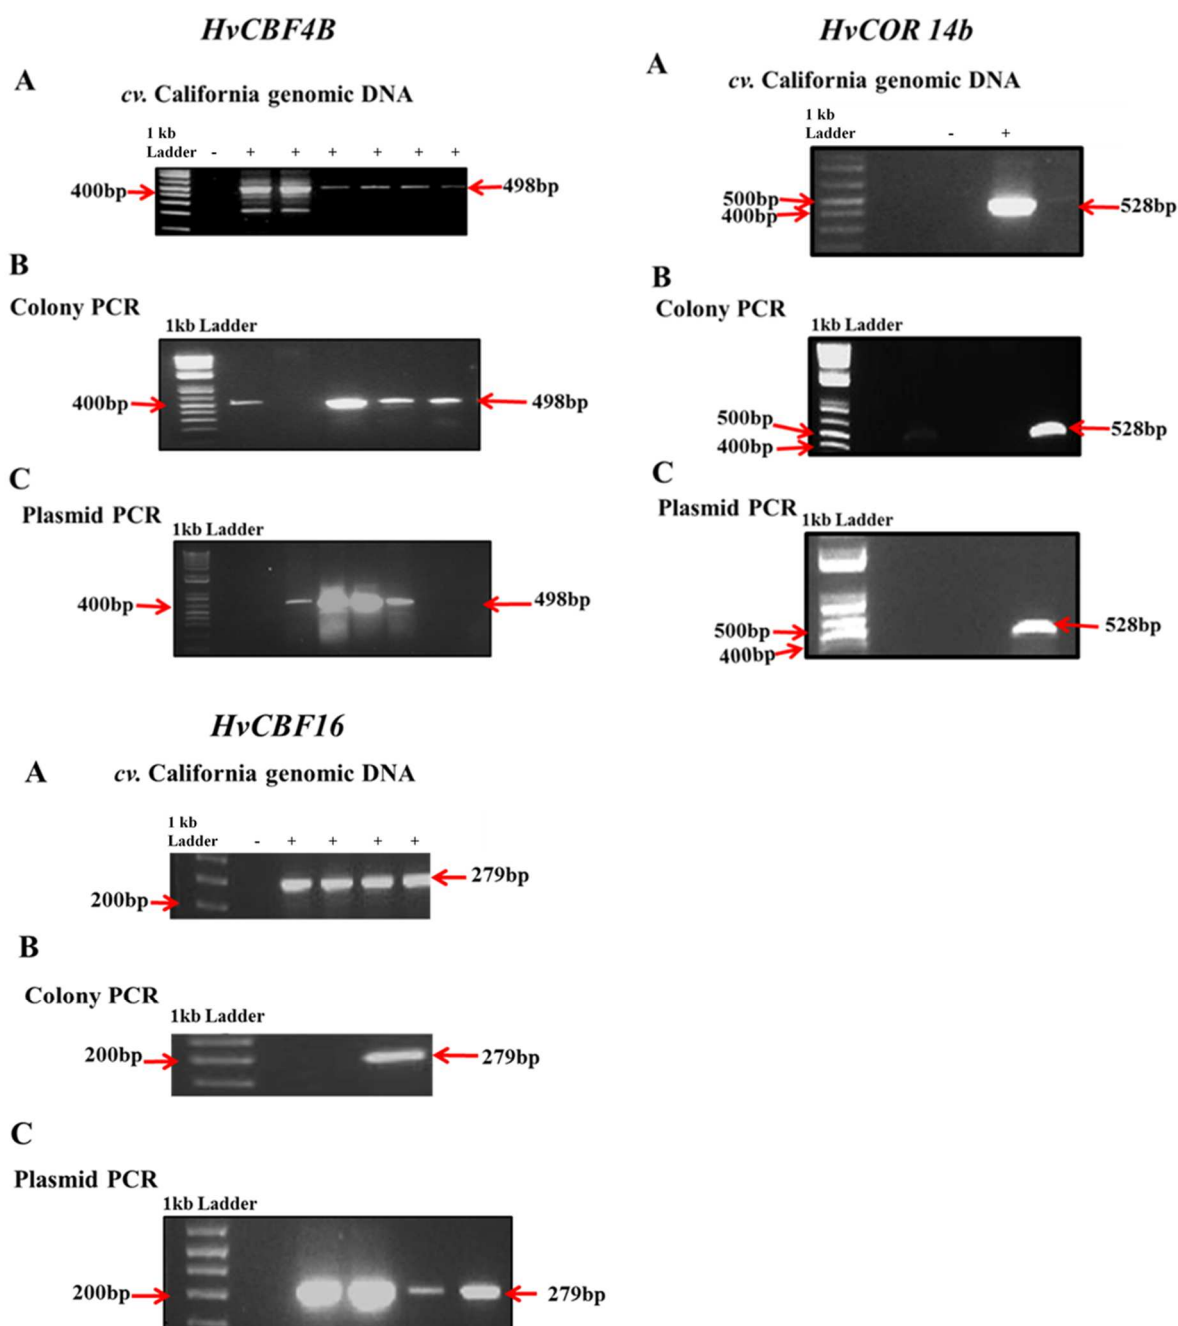 HvCBF4B
A
cv. California genomic DNA
1 kb
Ladder - + + + + + +
400bp
498bp
B
Colony PCR
1kb Ladder
400bp
498bp
C
Plasmid PCR
1kb Ladder
400bp
498bp
HvCOR 14b
A
cv. California genomic DNA
1 kb
Ladder - +
500bp
400bp
528bp
B
Colony PCR
1kb Ladder
500bp
400bp
528bp
C
Plasmid PCR
1kb Ladder
500bp
400bp
528bp
HvCBF16
A
cv. California genomic DNA
1 kb
Ladder - + + + +
200bp
279bp
B
Colony PCR
1kb Ladder
200bp
279bp
C
Plasmid PCR
1kb Ladder
200bp
279bp